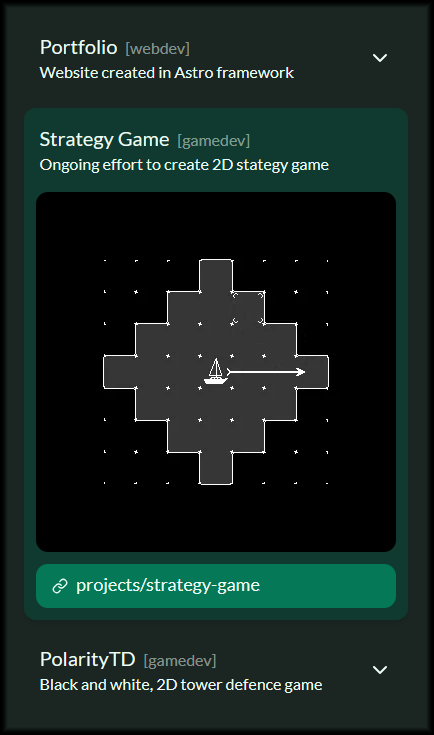 Portfolio [webdev]
Website created in Astro framework
Strategy Game [gamedev]
Ongoing effort to create 2D stategy game
projects/strategy-game
PolarityTD [gamedev]
Black and white, 2D tower defence game